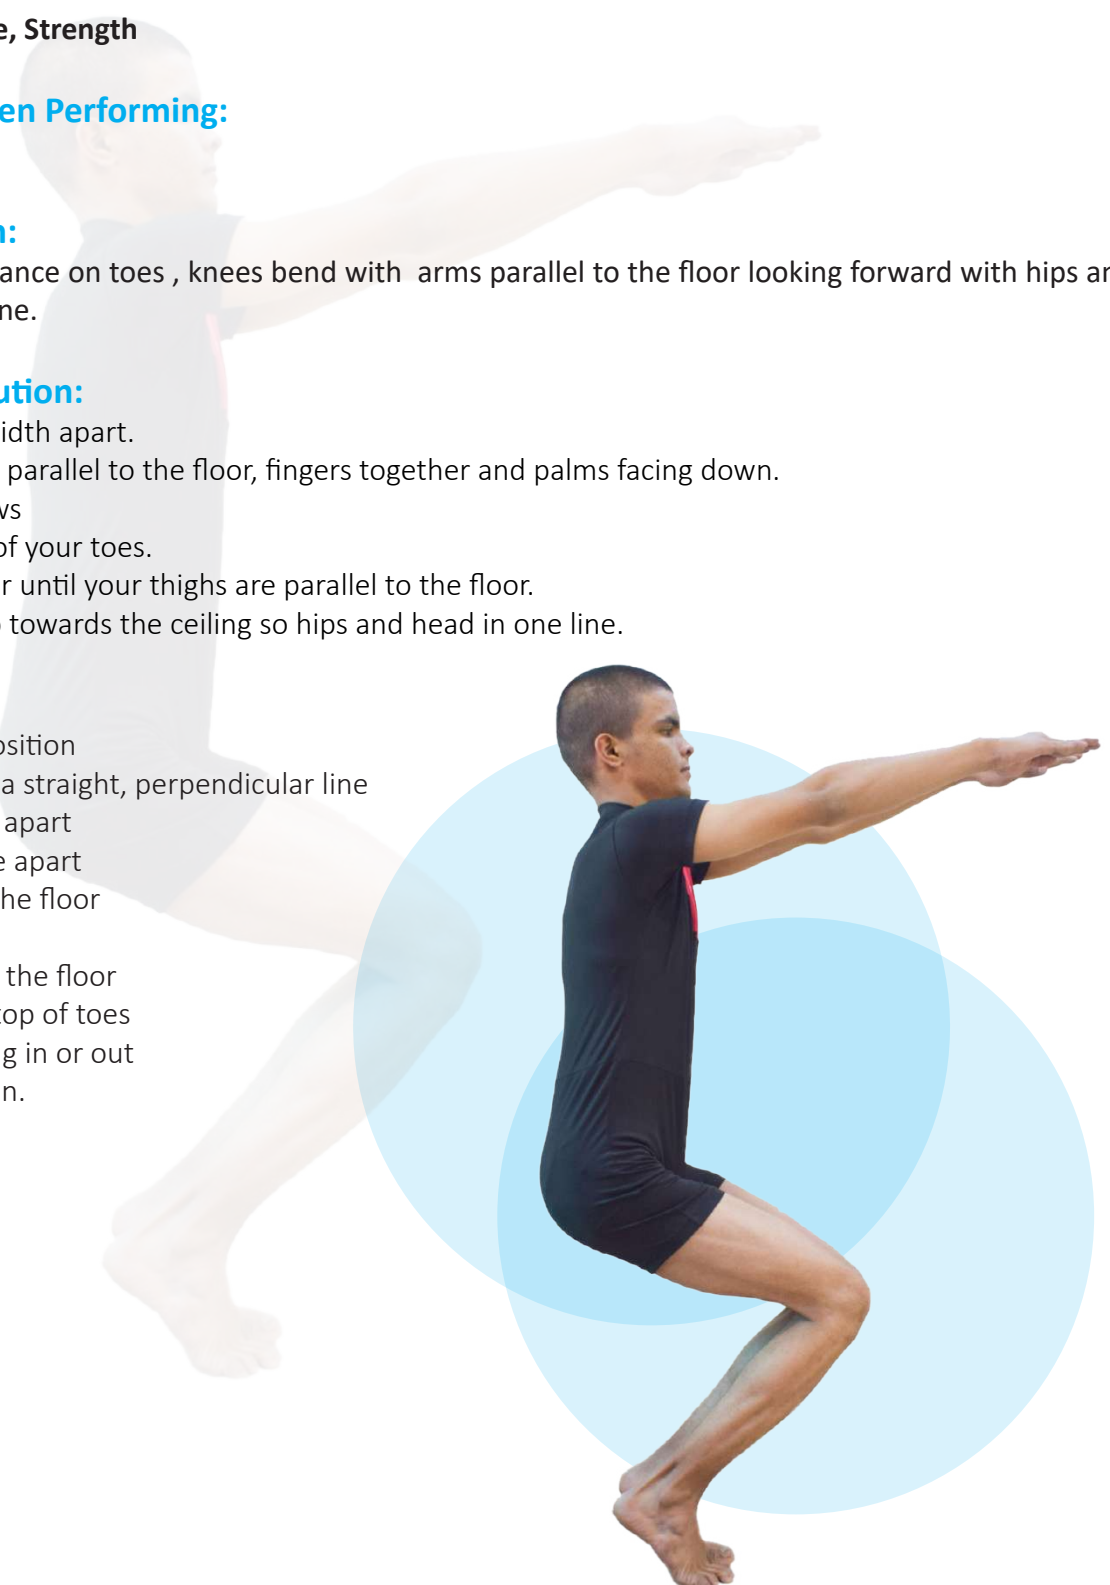 e, Strength
en Performing:
n:
ance on toes , knees bend with  arms parallel to the floor looking forward with hips an
ne.
ution:
idth apart.
parallel to the floor, fingers together and palms facing down.
ws
of your toes.
r until your thighs are parallel to the floor.
o towards the ceiling so hips and head in one line.
osition
a straight, perpendicular line
apart
e apart
he floor
the floor
top of toes
g in or out
n.